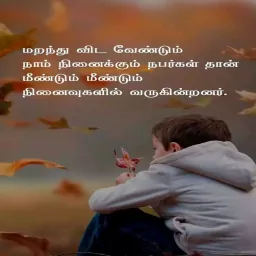 மறந்து விட வேண்டும்
நாம் நினைக்கும் நபர்கள் தான்
மீண்டும் மீண்டும்
நினைவுகளில் வருகின்றனர்.